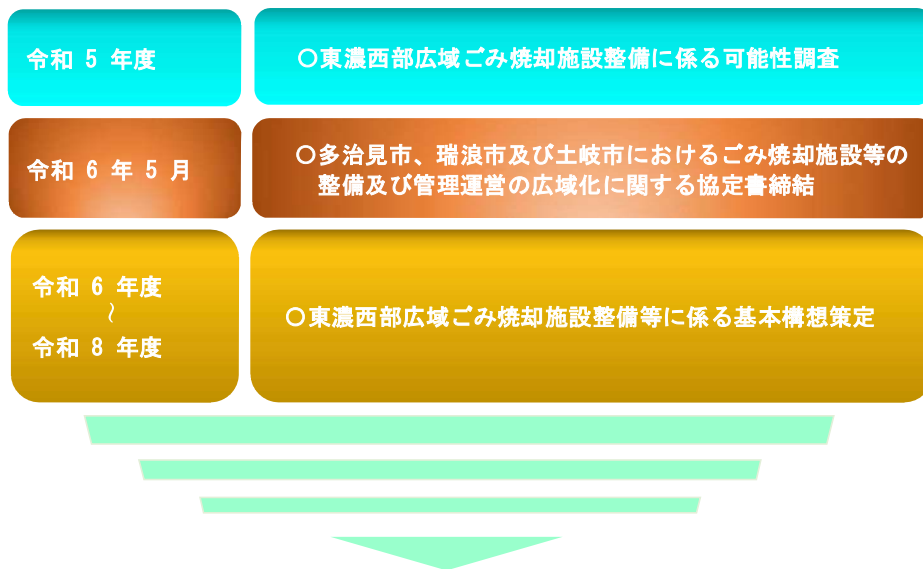 令和 5 年度
〇東濃西部広域ごみ焼却施設整備に係る可能性調査
令和 6 年 5 月
〇多治見市、瑞浪市及び土岐市におけるごみ焼却施設等の
整備及び管理運営の広域化に関する協定書締結
令和 6 年度
~
令和 8 年度
〇東濃西部広域ごみ焼却施設整備等に係る基本構想策定